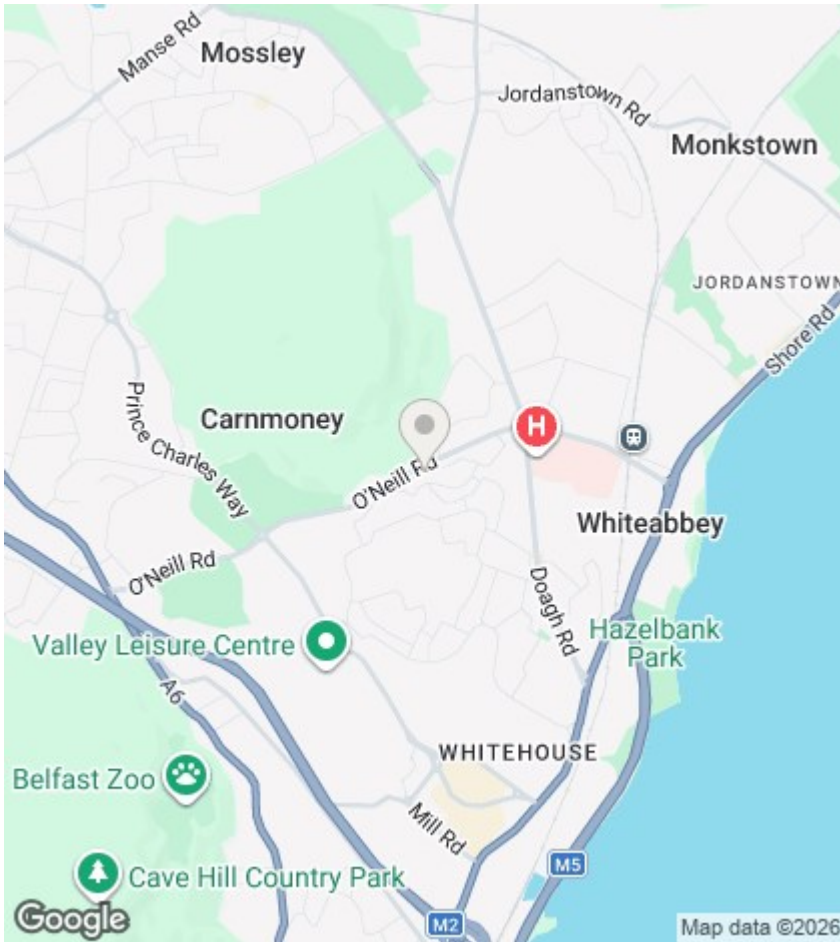 Manse Rd
Mossley
Jordanstown Rd
Monkstown
JORDANSTOWN
Shore Rd
Prince Charles Way
Carnmoney
H
O'Neill Rd
Whiteabbey
O'Neill Rd
Doagh Rd
Hazelbank
Park
Valley Leisure Centre
A6
WHITEHOUSE
Belfast Zoo
Mill Rd
M5
Cave Hill Country Park
M2
Google
Map data ©2026